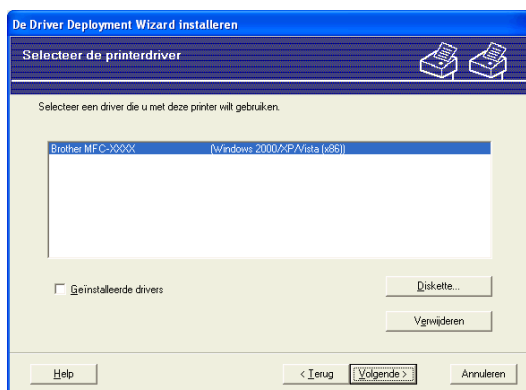 De Driver Deployment Wizard installeren
Selecteer de printerdriver
Selecteer een driver die u met deze printer wilt gebruiken.
Brother MFC-XXXX (Windows 2000/XP/Vista (x86))
Geïnstalleerde drivers
Diskette...
Verwijderen
Help
< Terug
Volgende >
Annuleren